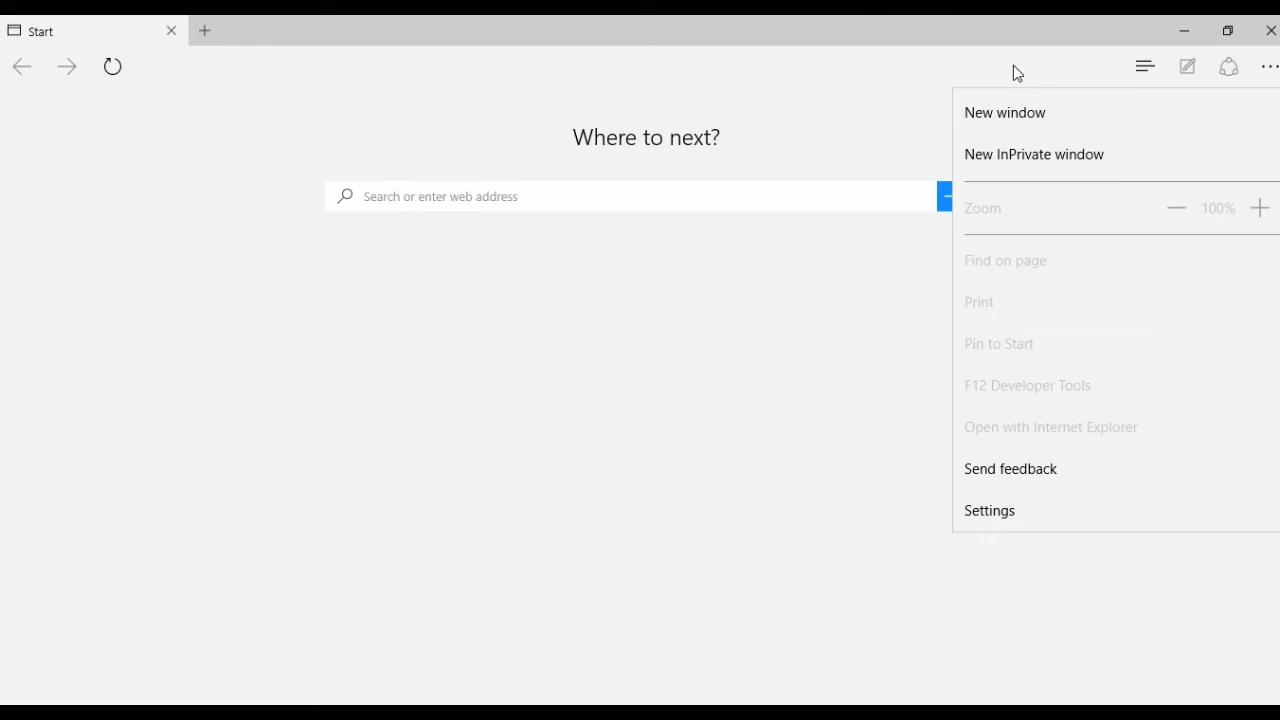 Start
Where to next?
Search or enter web address
New window
New InPrivate window
Zoom 100%
Find on page
Print
Pin to Start
F12 Developer Tools
Open with Internet Explorer
Send feedback
Settings